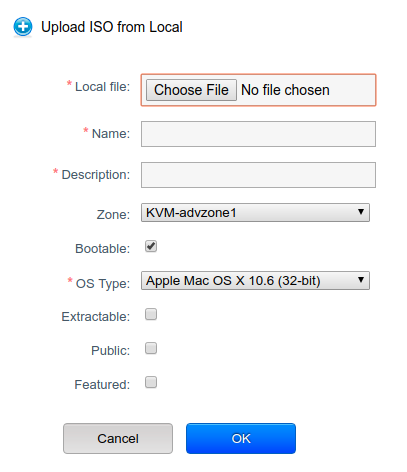 Upload ISO from Local
* Local file: Choose File No file chosen
* Name:
* Description:
Zone: KVM-advzone1
Bootable:
* OS Type: Apple Mac OS X 10.6 (32-bit)
Extractable:
Public:
Featured:
Cancel OK